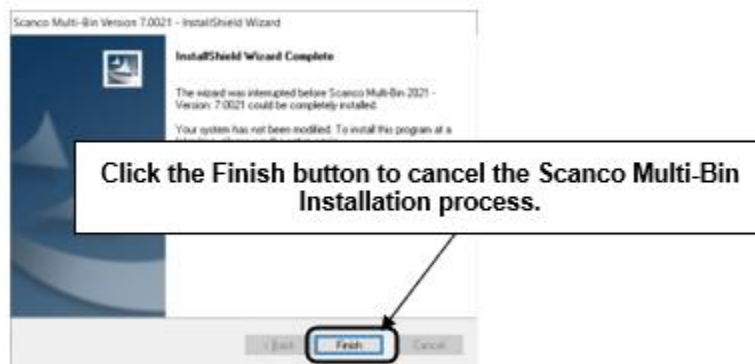 Scanco Multi-Bin Version 7.0021 - InstallShield Wizard
InstallShield Wizard Complete
The wizard was interrupted before Scanco Multi-Bin 2021 -
Version: 7.0021 could be completely installed.
Your system has not been modified. To install this program at a
Click the Finish button to cancel the Scanco Multi-Bin
Installation process.
< Back Finish Cancel